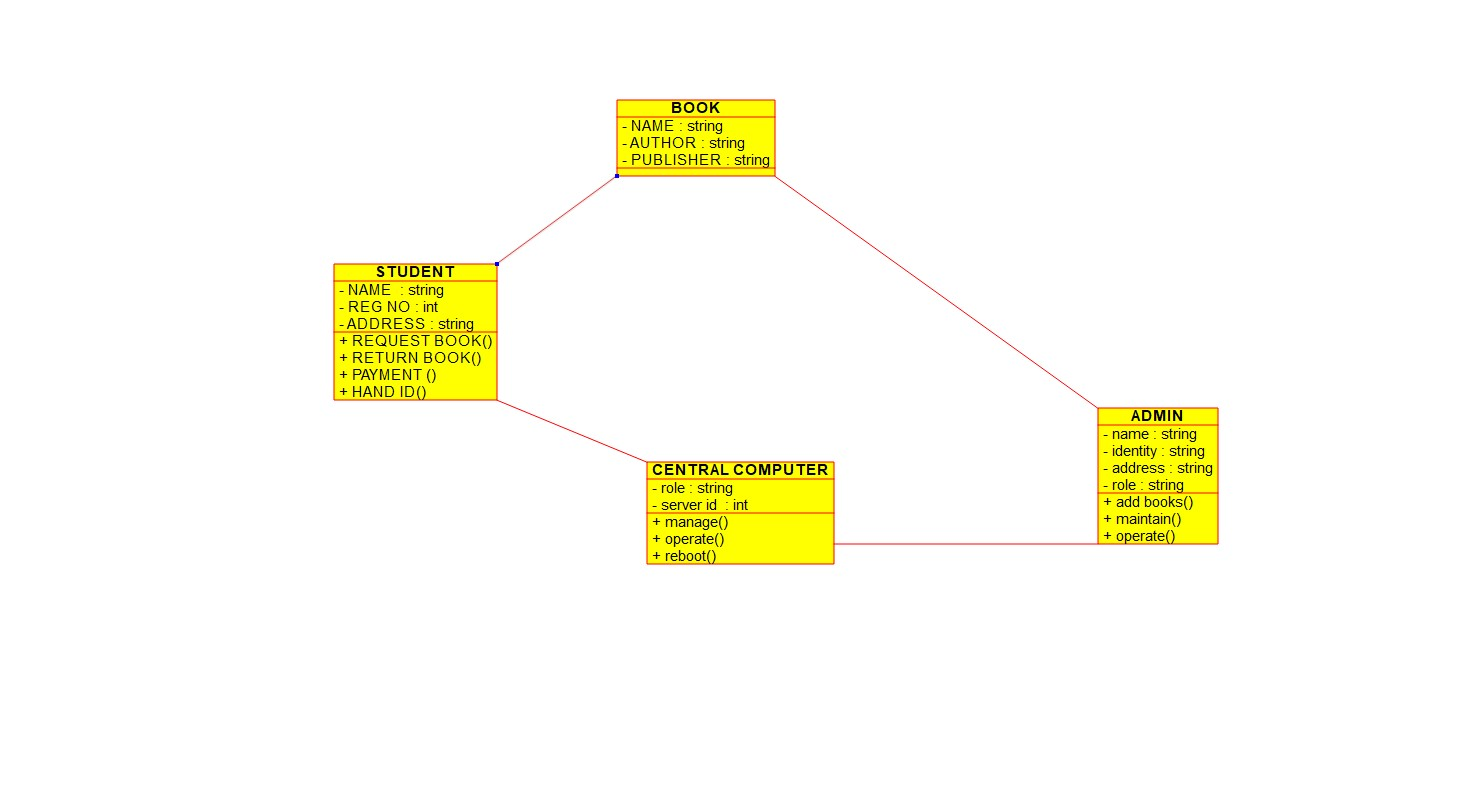 BOOK
- NAME : string
- AUTHOR : string
- PUBLISHER : string
STUDENT
- NAME  : string
- REG NO : int
- ADDRESS : string
+ REQUEST BOOK()
+ RETURN BOOK()
+ PAYMENT ()
+ HAND ID()
CENTRAL COMPUTER
- role : string
- server id  : int
+ manage()
+ operate()
+ reboot()
ADMIN
- name : string
- identity : string
- address : string
- role : string
+ add books()
+ maintain()
+ operate()